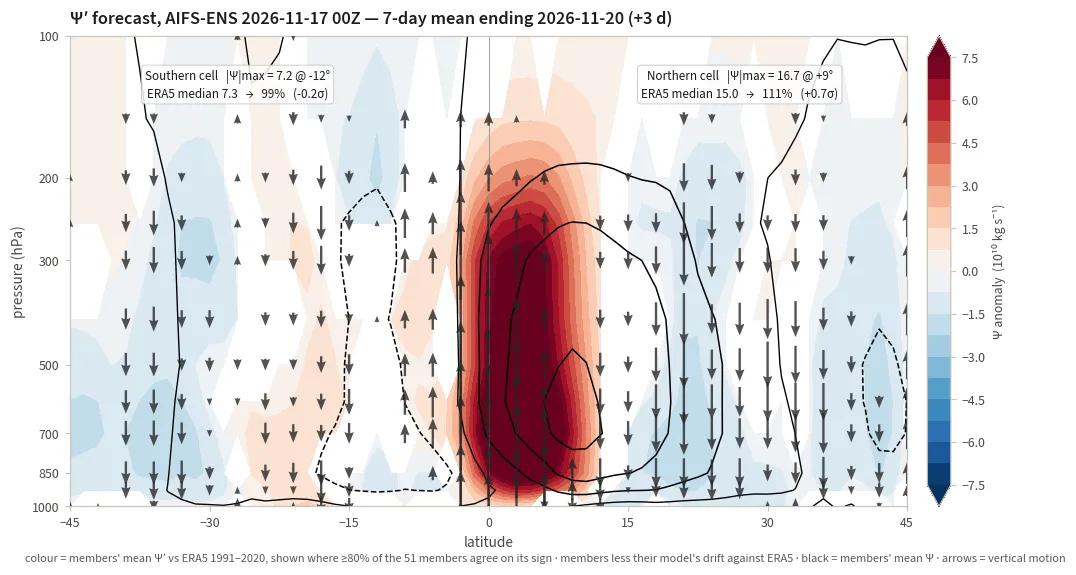 Ψ′ forecast, AIFS-ENS 2026-11-17 00Z — 7-day mean ending 2026-11-20 (+3 d)
Southern cell |Ψ|max = 7.2 @ -12°
ERA5 median 7.3 → 99% (-0.2σ)
Northern cell |Ψ|max = 16.7 @ +9°
ERA5 median 15.0 → 111% (+0.7σ)
pressure (hPa)
100
200
300
500
700
850
1000
−45
−30
−15
0
15
30
45
latitude
7.5
6.0
4.5
3.0
1.5
0.0
−1.5
−3.0
−4.5
−6.0
−7.5
Ψ anomaly (10¹⁰ kg s⁻¹)
colour = members' mean Ψ′ vs ERA5 1991–2020, shown where ≥80% of the 51 members agree on its sign · members less their model's drift against ERA5 · black = members' mean Ψ · arrows = vertical motion